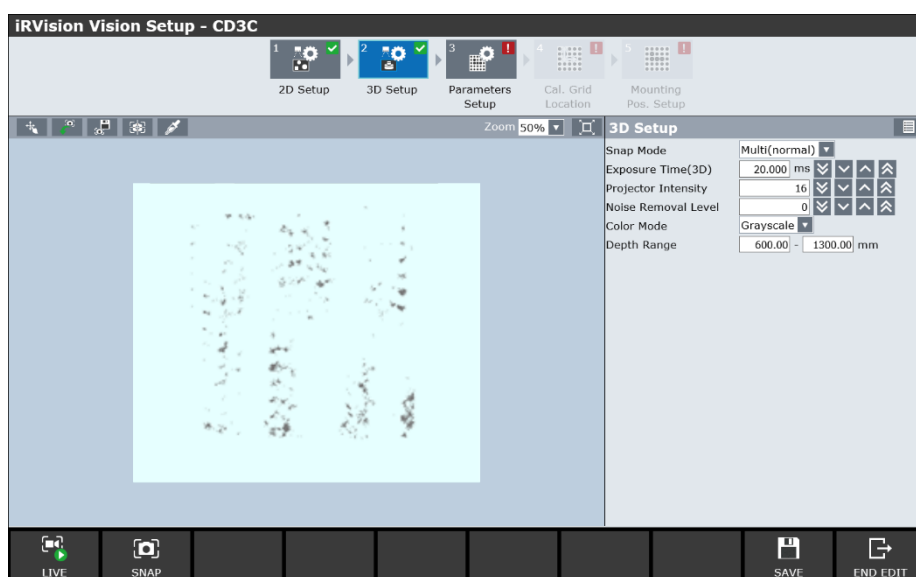 iRVision Vision Setup - CD3C
1 2 3 ! 4 ! 5 !
2D Setup 3D Setup Parameters Setup Cal. Grid Location Mounting Pos. Setup
3D Zoom 50%
3D Setup
Snap Mode Multi(normal)
Exposure Time(3D) 20.000 ms
Projector Intensity 16
Noise Removal Level 0
Color Mode Grayscale
Depth Range 600.00 - 1300.00 mm
LIVE SNAP SAVE END EDIT